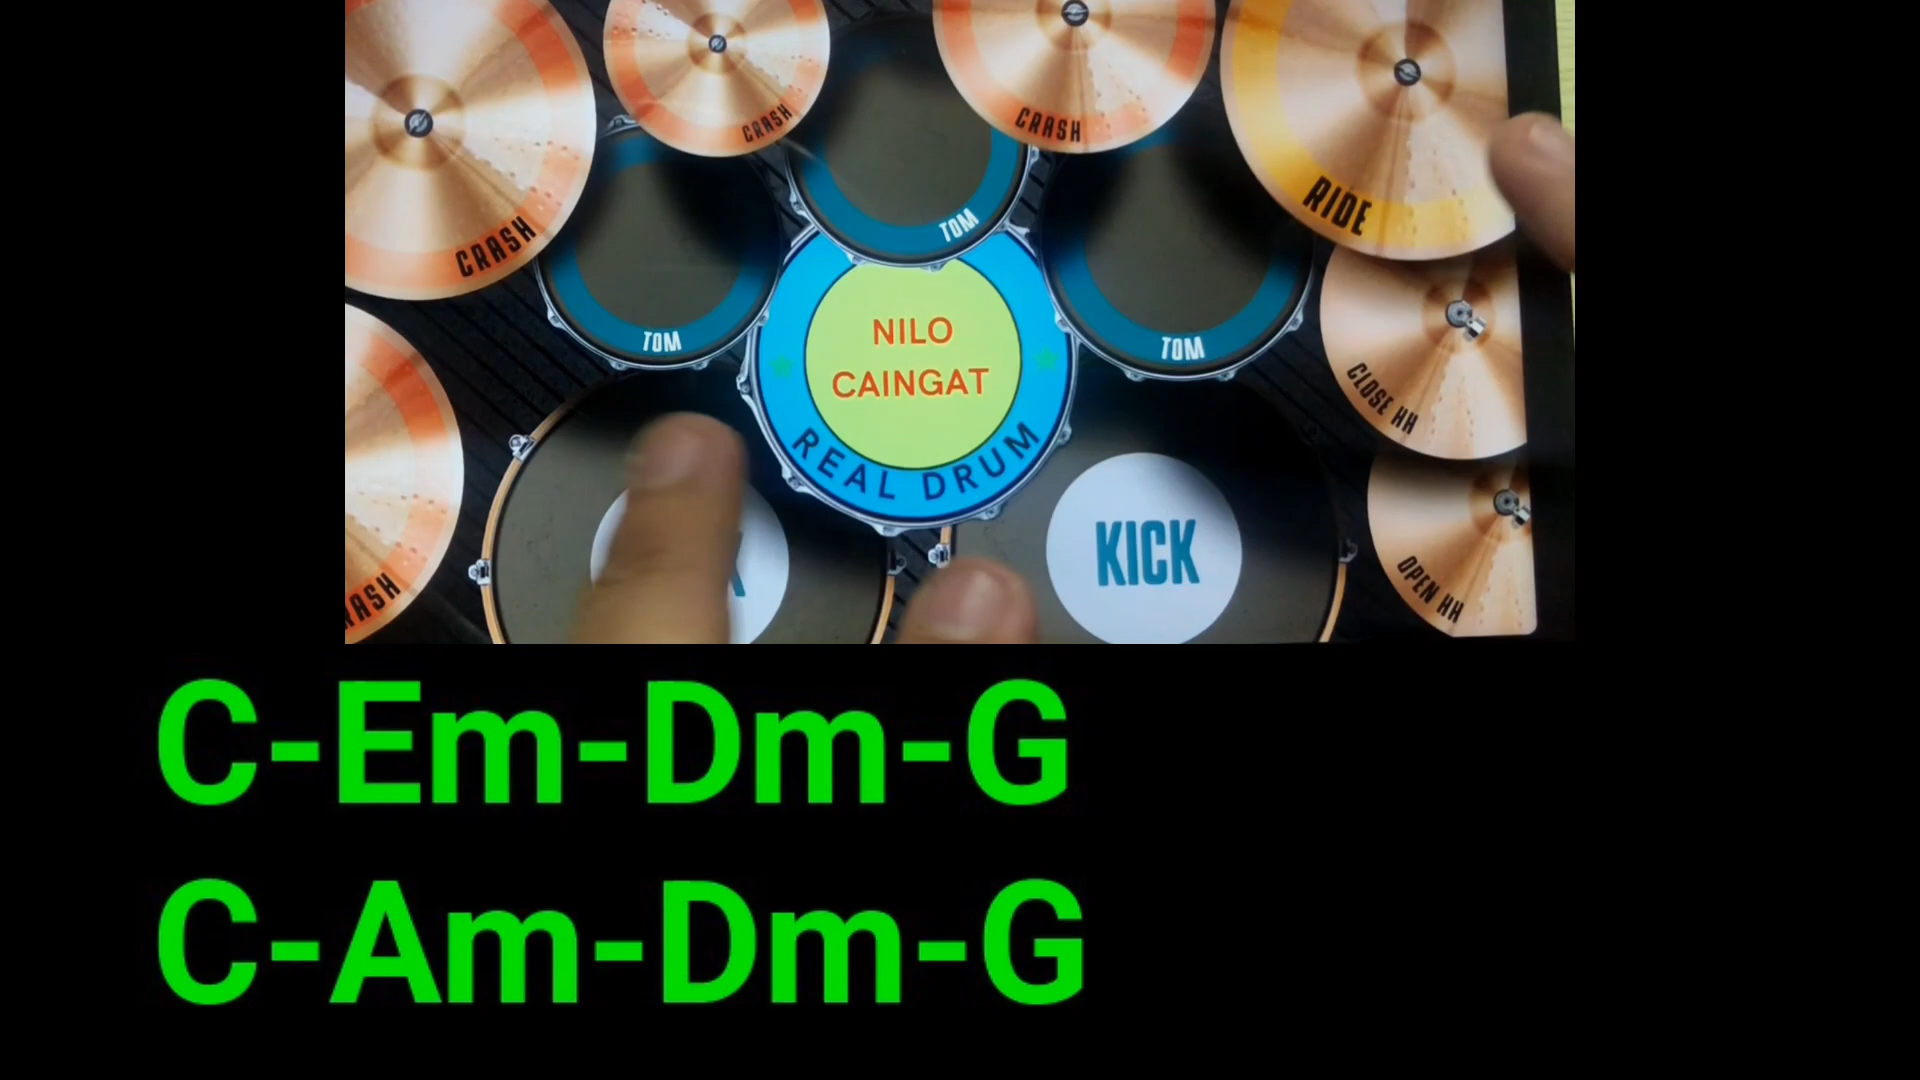 CRASH
CRASH
CRASH
RIDE
TOM
TOM
TOM
NILO
CAINGAT
REAL DRUM
CLOSE HH
KICK
OPEN HH
C-Em-Dm-G
C-Am-Dm-G